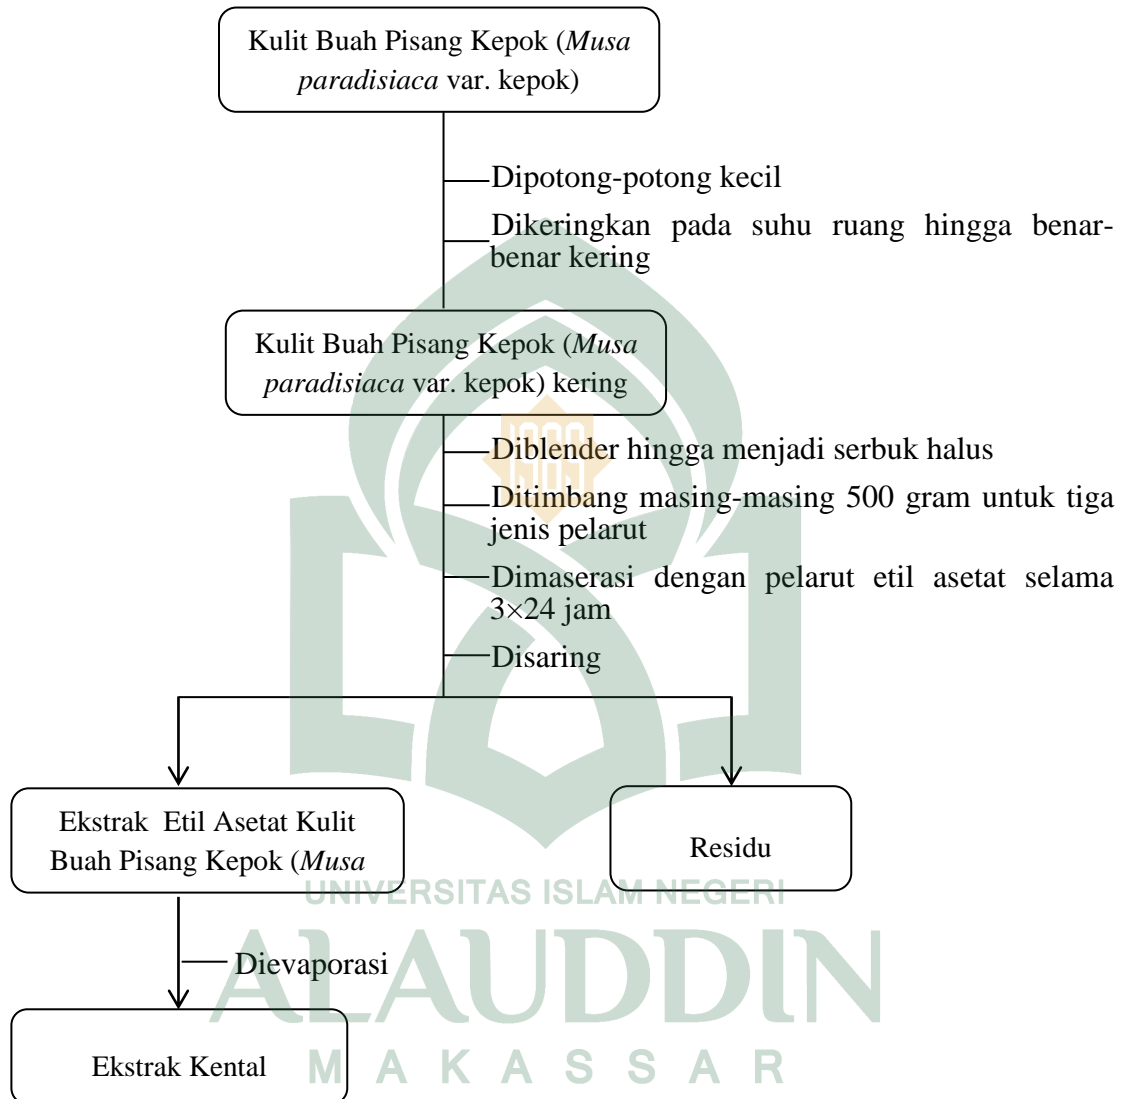 Kulit Buah Pisang Kepok (Musa
paradisiaca var. kepok)
Dipotong-potong kecil
Dikeringkan pada suhu ruang hingga benar-
benar kering
Kulit Buah Pisang Kepok (Musa
paradisiaca var. kepok) kering
1989
Diblender hingga menjadi serbuk halus
Ditimbang masing-masing 500 gram untuk tiga
jenis pelarut
Dimaserasi dengan pelarut etil asetat selama
3×24 jam
Disaring
Ekstrak  Etil Asetat Kulit
Buah Pisang Kepok (Musa
Residu
UNIVERSITAS ISLAM NEGERI
ALAUDDIN
Dievaporasi
Ekstrak Kental
MAKASSAR